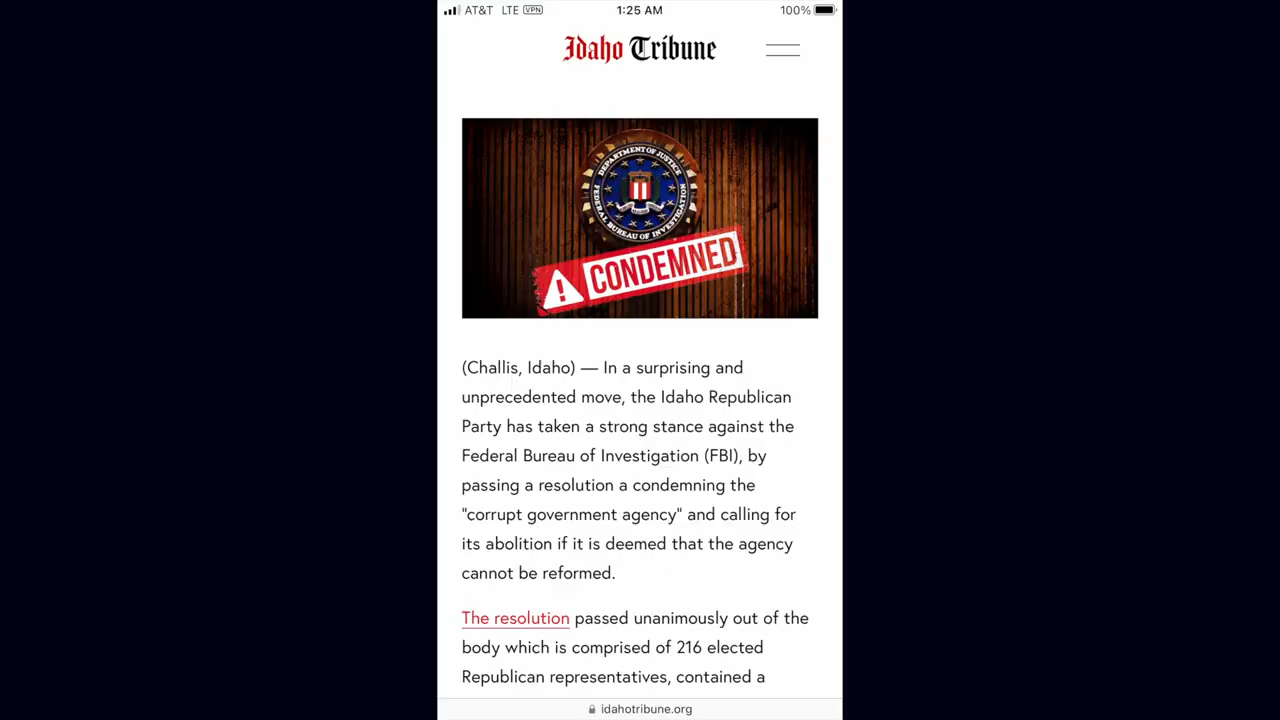 AT&T LTE VPN 1:25 AM 100%
Idaho Tribune
DEPARTMENT OF JUSTICE
FEDERAL BUREAU OF INVESTIGATION
! CONDEMNED
(Challis, Idaho) — In a surprising and
unprecedented move, the Idaho Republican
Party has taken a strong stance against the
Federal Bureau of Investigation (FBI), by
passing a resolution a condemning the
"corrupt government agency" and calling for
its abolition if it is deemed that the agency
cannot be reformed.
The resolution passed unanimously out of the
body which is comprised of 216 elected
Republican representatives, contained a
idahotribune.org